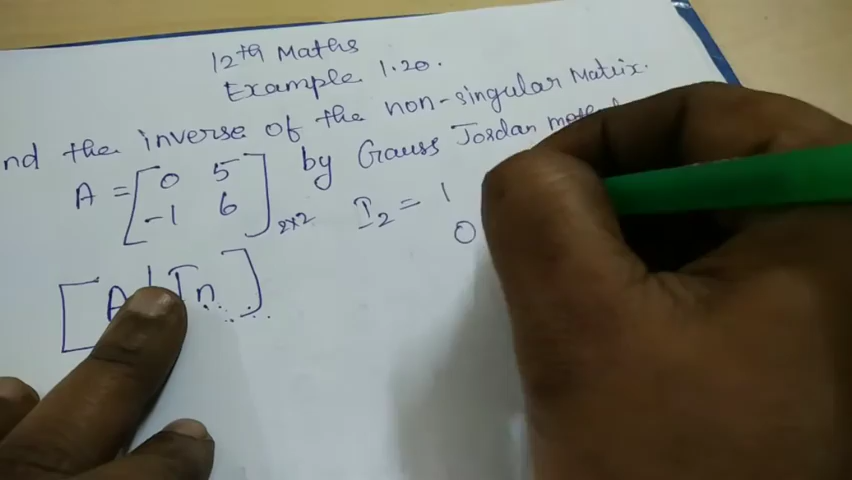 12th Maths
Example 1.20.
nd the inverse of the non-singular Matrix.
A = [0 5 by Gauss Jordan
-1 6]2x2 I2 = 1
0
[A | In]